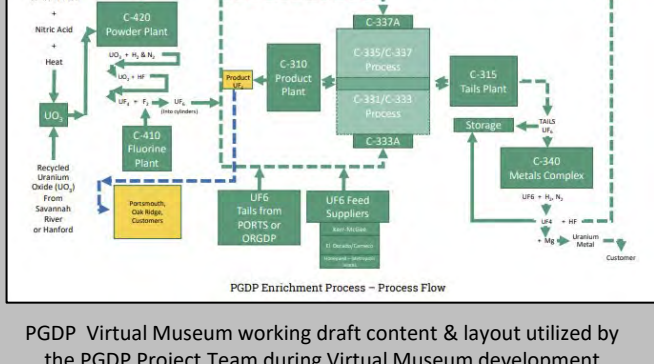 +
Nitric Acid
+
Heat
UO₃
Recycled
Uranium
Oxide (UO₃)
From
Savannah
River
or Hanford
C-420
Powder Plant
UO₃ + H₂ & N₂
UO₂ + HF
UF₄ + F₂
UF₆
(into cylinders)
C-410
Fluorine
Plant
Portsmouth,
Oak Ridge,
Customers
Product
UF₆
C-310
Product
Plant
C-337A
C-335/C-337
Process
C-331/C-333
Process
C-333A
UF6
Tails from
PORTS or
ORGDP
UF6 Feed
Suppliers
Kerr-McGee
C-315
Tails Plant
Storage
TAILS
UF₆
C-340
Metals Complex
UF6 + H₂, N₂
UF4 + HF
+ Mg
Uranium
Metal
Customer
PGDP Enrichment Process – Process Flow
PGDP Virtual Museum working draft content & layout utilized by
the PGDP Project Team during Virtual Museum development